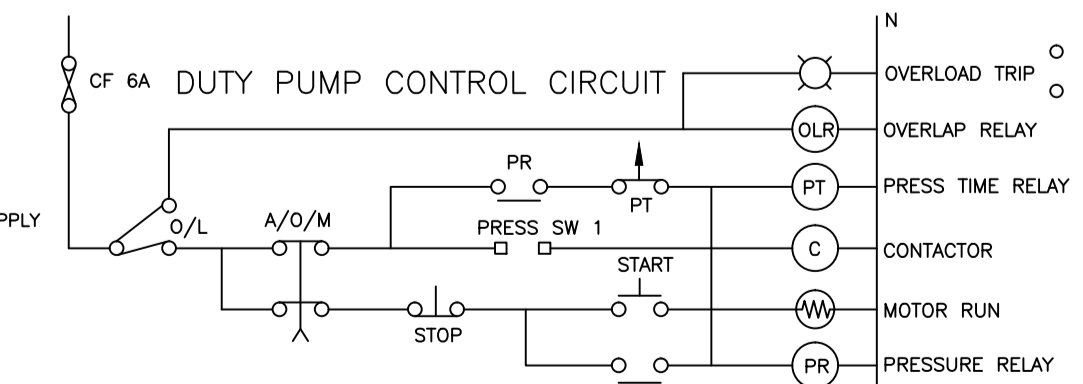 N
CF 6A
DUTY PUMP CONTROL CIRCUIT
OVERLOAD TRIP
OLR
OVERLAP RELAY
PR
PT
PT
PRESS TIME RELAY
PPLY
O/L
A/O/M
PRESS SW 1
C
CONTACTOR
START
MOTOR RUN
STOP
PR
PRESSURE RELAY